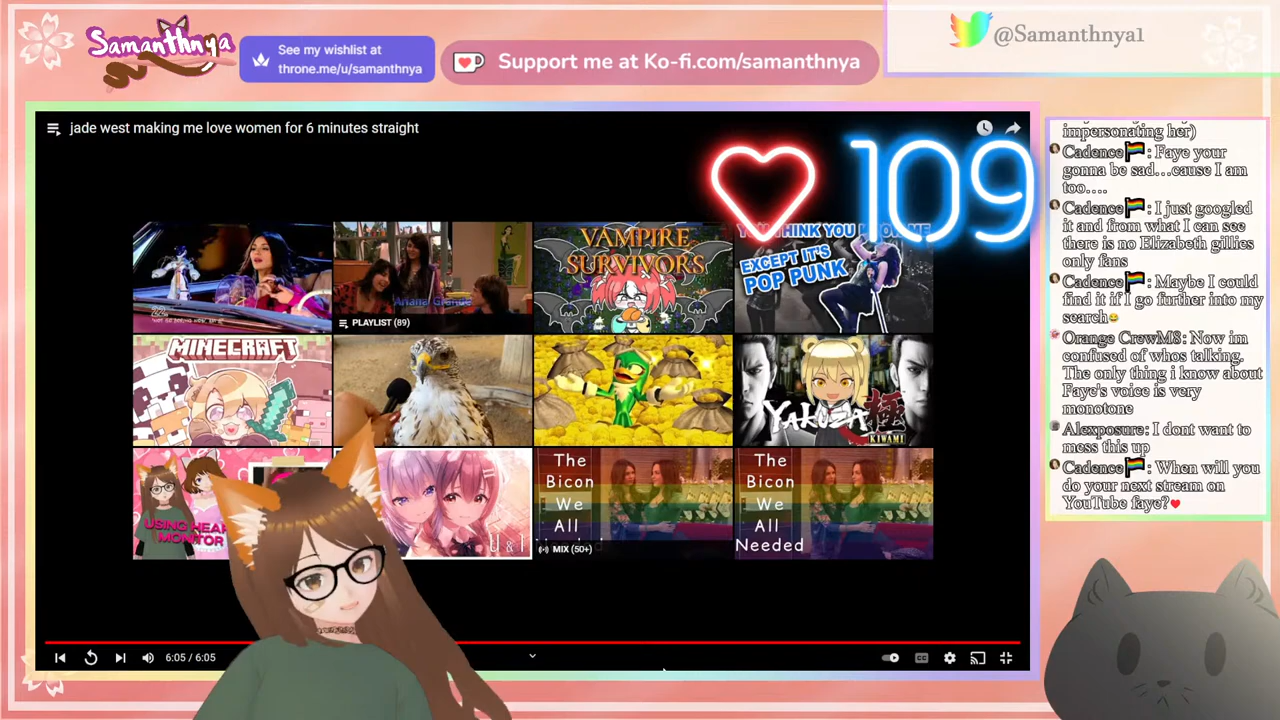 Samanthnya
See my wishlist at
throne.me/u/samanthnya
Support me at Ko-fi.com/samanthnya
@Samanthnya1
jade west making me love women for 6 minutes straight
109
Ariana Grande
PLAYLIST (89)
VAMPIRE
SURVIVORS
YOU THINK YOU
EXCEPT IT'S
POP PUNK
MINECRAFT
YAKUZA
KIWAMI
USING HEAR
MONITOR
U & I
The
Bicon
We
All
MIX (50+)
The
Bicon
We
All
Needed
6:05 / 6:05
impersonating her)
Cadence: Faye your
gonna be sad...cause I am
too....
Cadence: I just googled
it and from what I can see
there is no Elizabeth gillies
only fans
Cadence: Maybe I could
find it if I go further into my
search
Orange CrewM8: Now im
confused of whos talking.
The only thing i know about
Faye's voice is very
monotone
Alexposure: I dont want to
mess this up
Cadence: When will you
do your next stream on
YouTube faye?